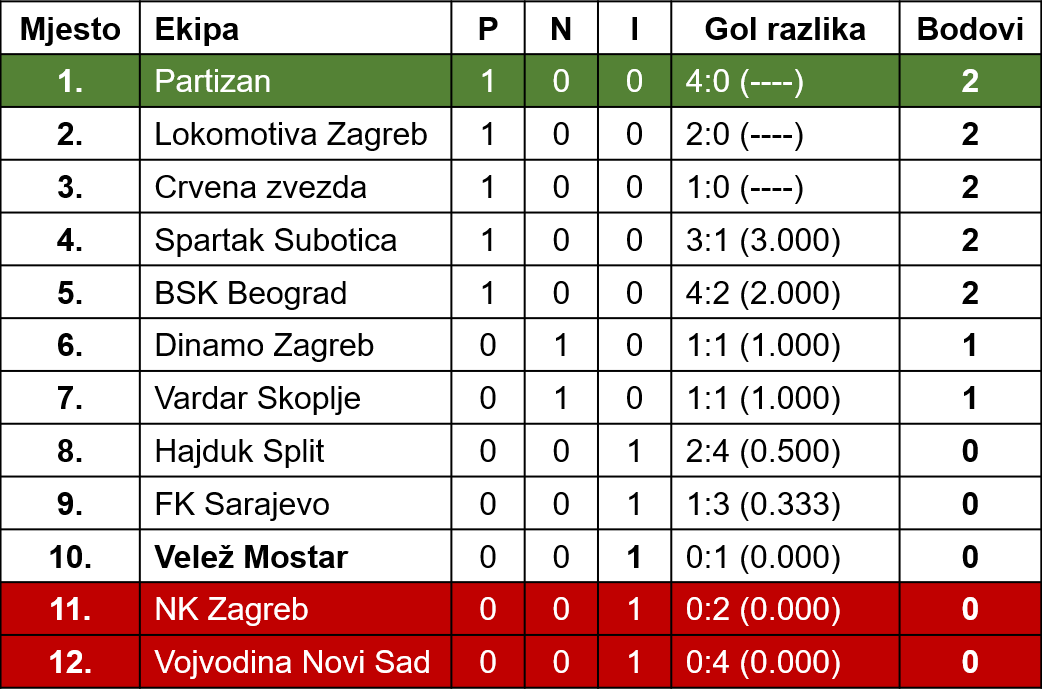 Mjesto Ekipa P N I Gol razlika Bodovi
1. Partizan 1 0 0 4:0 (----) 2
2. Lokomotiva Zagreb 1 0 0 2:0 (----) 2
3. Crvena zvezda 1 0 0 1:0 (----) 2
4. Spartak Subotica 1 0 0 3:1 (3.000) 2
5. BSK Beograd 1 0 0 4:2 (2.000) 2
6. Dinamo Zagreb 0 1 0 1:1 (1.000) 1
7. Vardar Skoplje 0 1 0 1:1 (1.000) 1
8. Hajduk Split 0 0 1 2:4 (0.500) 0
9. FK Sarajevo 0 0 1 1:3 (0.333) 0
10. Velež Mostar 0 0 1 0:1 (0.000) 0
11. NK Zagreb 0 0 1 0:2 (0.000) 0
12. Vojvodina Novi Sad 0 0 1 0:4 (0.000) 0